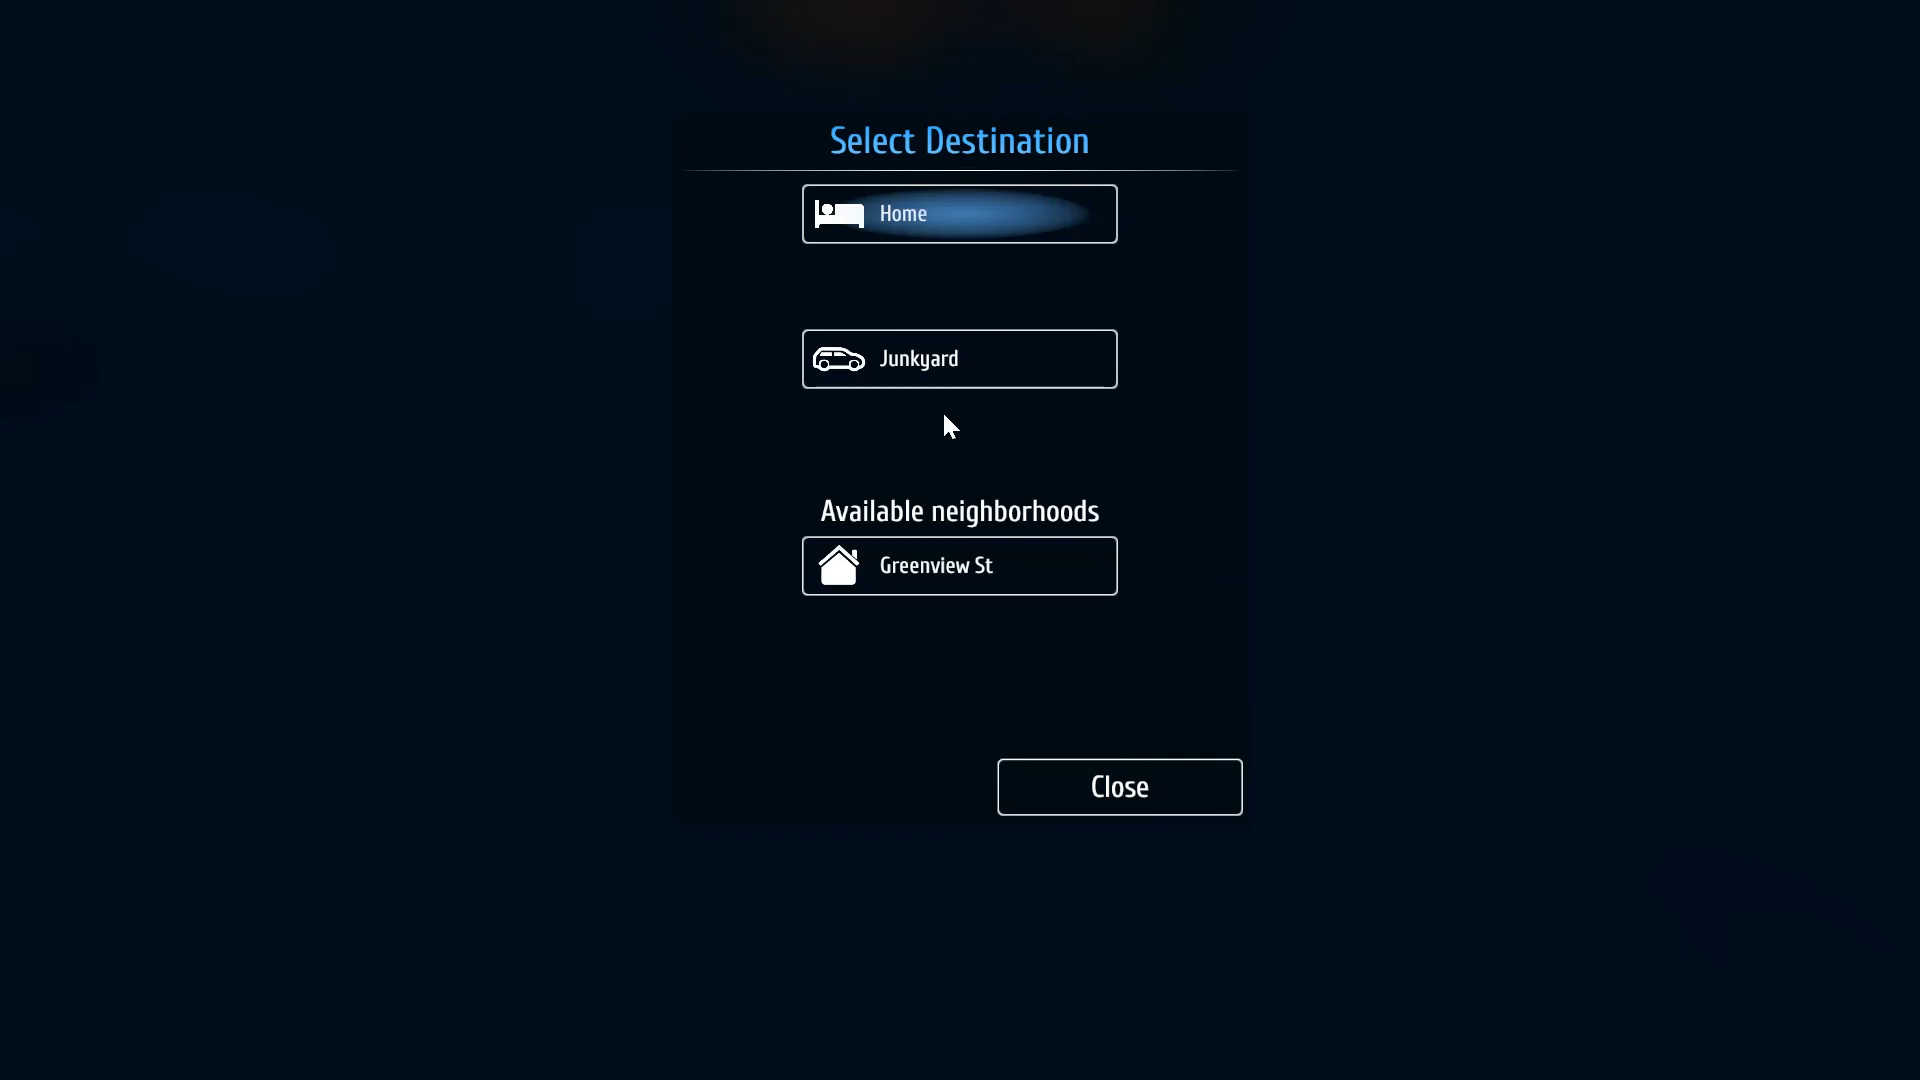 Select Destination
Home
Junkyard
Available neighborhoods
Greenview St
Close